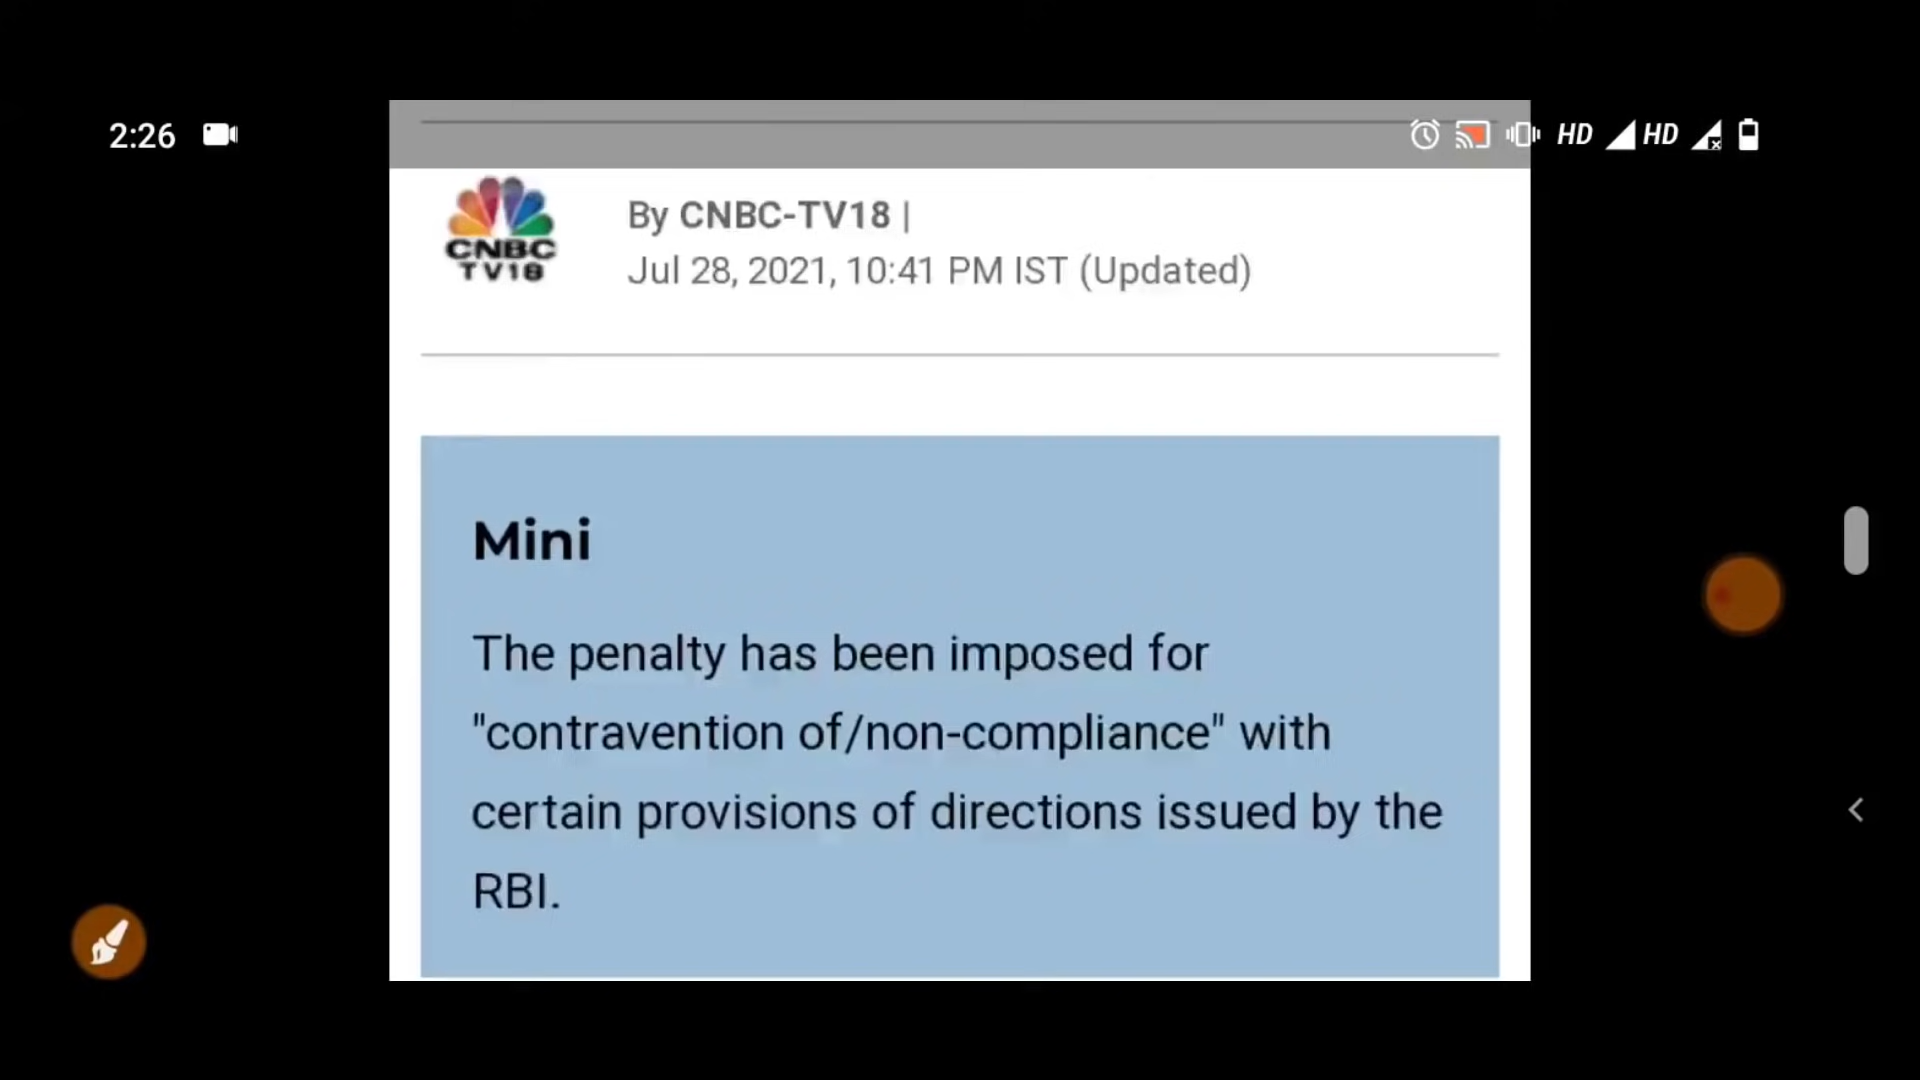 2:26
HD HD
CNBC
TV18
By CNBC-TV18 |
Jul 28, 2021, 10:41 PM IST (Updated)
Mini
The penalty has been imposed for
"contravention of/non-compliance" with
certain provisions of directions issued by the
RBI.